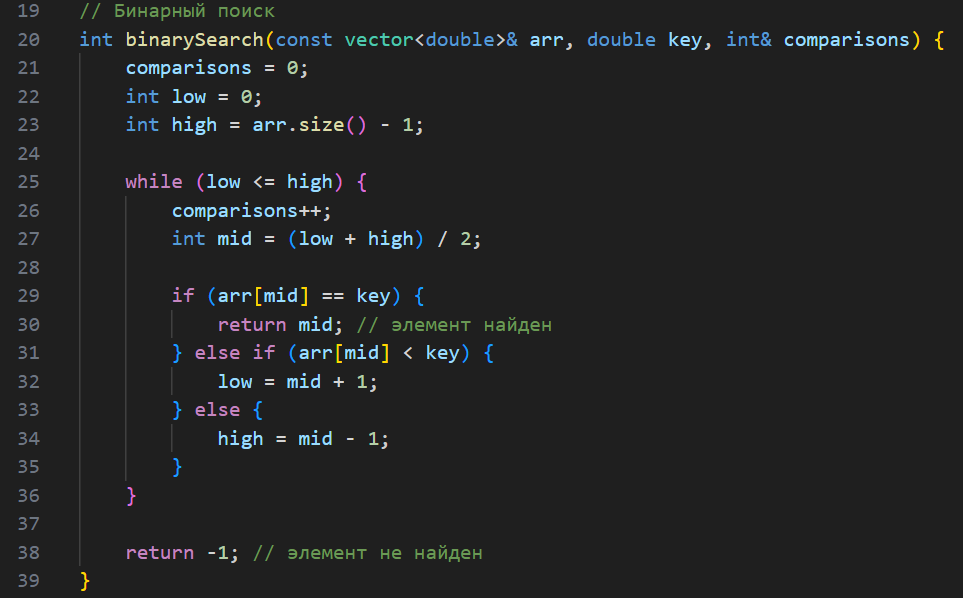 19 // Бинарный поиск
20 int binarySearch(const vector<double>& arr, double key, int& comparisons) {
21     comparisons = 0;
22     int low = 0;
23     int high = arr.size() - 1;
24
25     while (low <= high) {
26         comparisons++;
27         int mid = (low + high) / 2;
28
29         if (arr[mid] == key) {
30             return mid; // элемент найден
31         } else if (arr[mid] < key) {
32             low = mid + 1;
33         } else {
34             high = mid - 1;
35         }
36     }
37
38     return -1; // элемент не найден
39 }